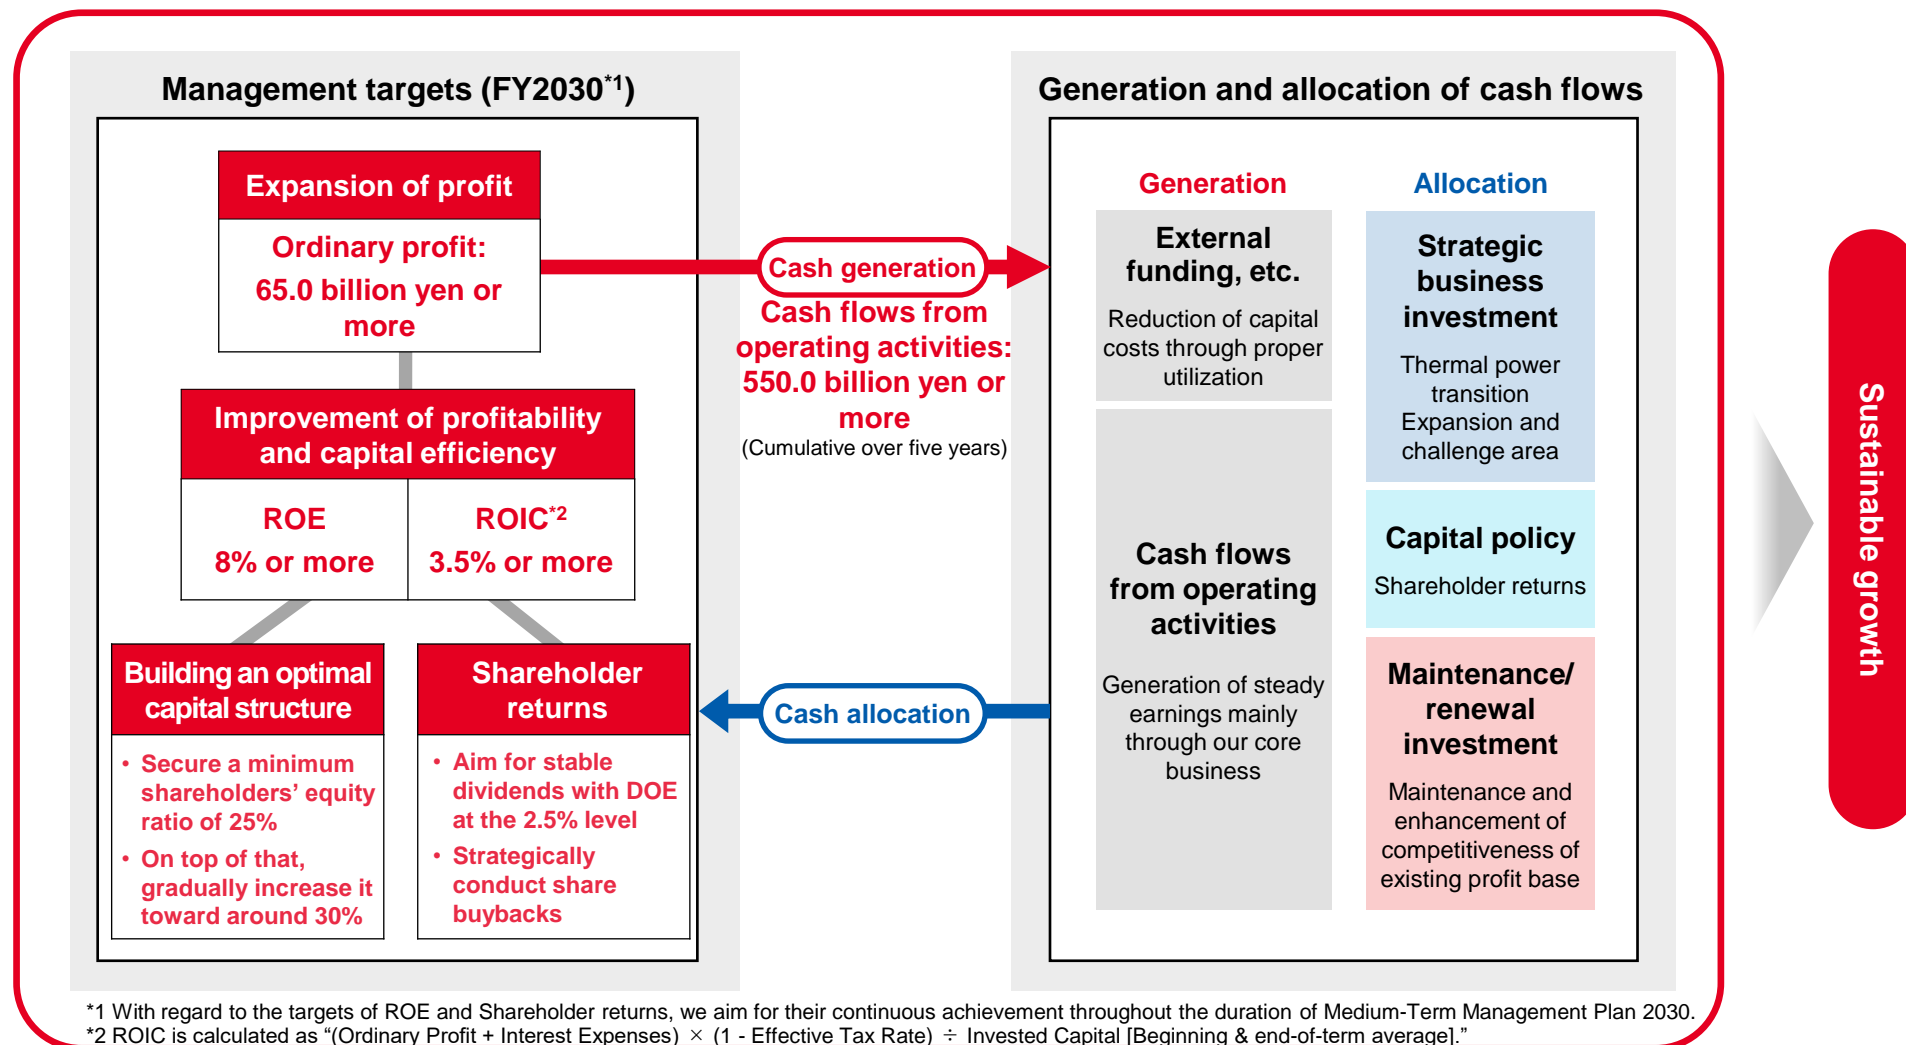 Management targets (FY2030*1)
Expansion of profit
Ordinary profit:
65.0 billion yen or
more
Improvement of profitability
and capital efficiency
ROE
8% or more
ROIC*2
3.5% or more
Building an optimal
capital structure
• Secure a minimum
shareholders’ equity
ratio of 25%
• On top of that,
gradually increase it
toward around 30%
Shareholder
returns
• Aim for stable
dividends with DOE
at the 2.5% level
• Strategically
conduct share
buybacks
Cash generation
Cash flows from
operating activities:
550.0 billion yen or
more
(Cumulative over five years)
Cash allocation
Generation and allocation of cash flows
Generation
External
funding, etc.
Reduction of capital
costs through proper
utilization
Cash flows
from operating
activities
Generation of steady
earnings mainly
through our core
business
Allocation
Strategic
business
investment
Thermal power
transition
Expansion and
challenge area
Capital policy
Shareholder returns
Maintenance/
renewal
investment
Maintenance and
enhancement of
competitiveness of
existing profit base
Sustainable growth
*1 With regard to the targets of ROE and Shareholder returns, we aim for their continuous achievement throughout the duration of Medium-Term Management Plan 2030.
*2 ROIC is calculated as “(Ordinary Profit + Interest Expenses) × (1 - Effective Tax Rate) ÷ Invested Capital [Beginning & end-of-term average].”